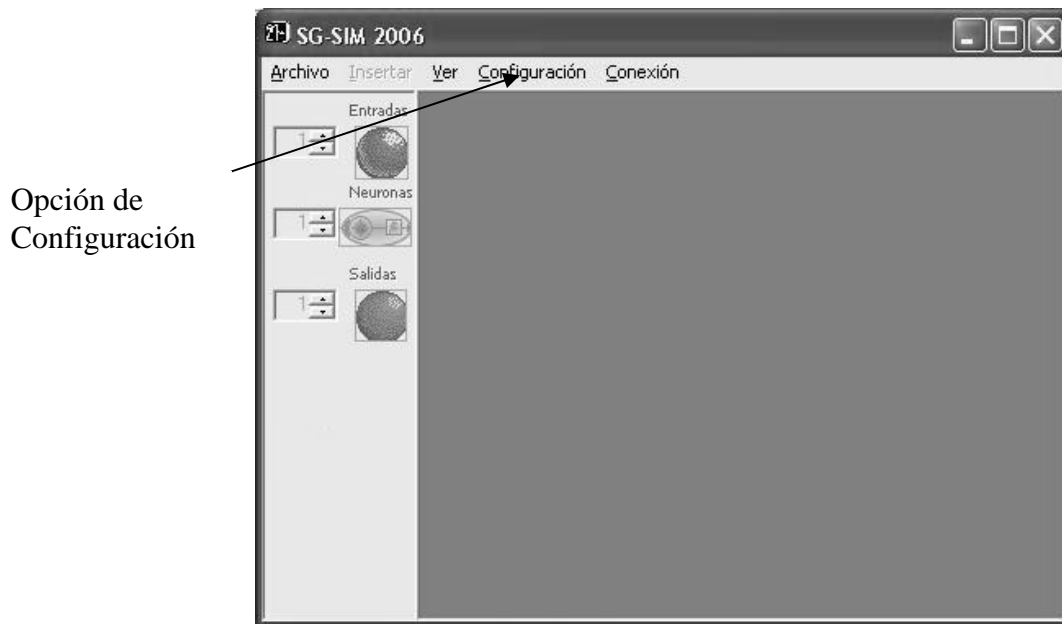 SG-SIM 2006
Archivo Insertar Ver Configuración Conexión
Entradas
1
Neuronas
1
Salidas
1
Opción de
Configuración